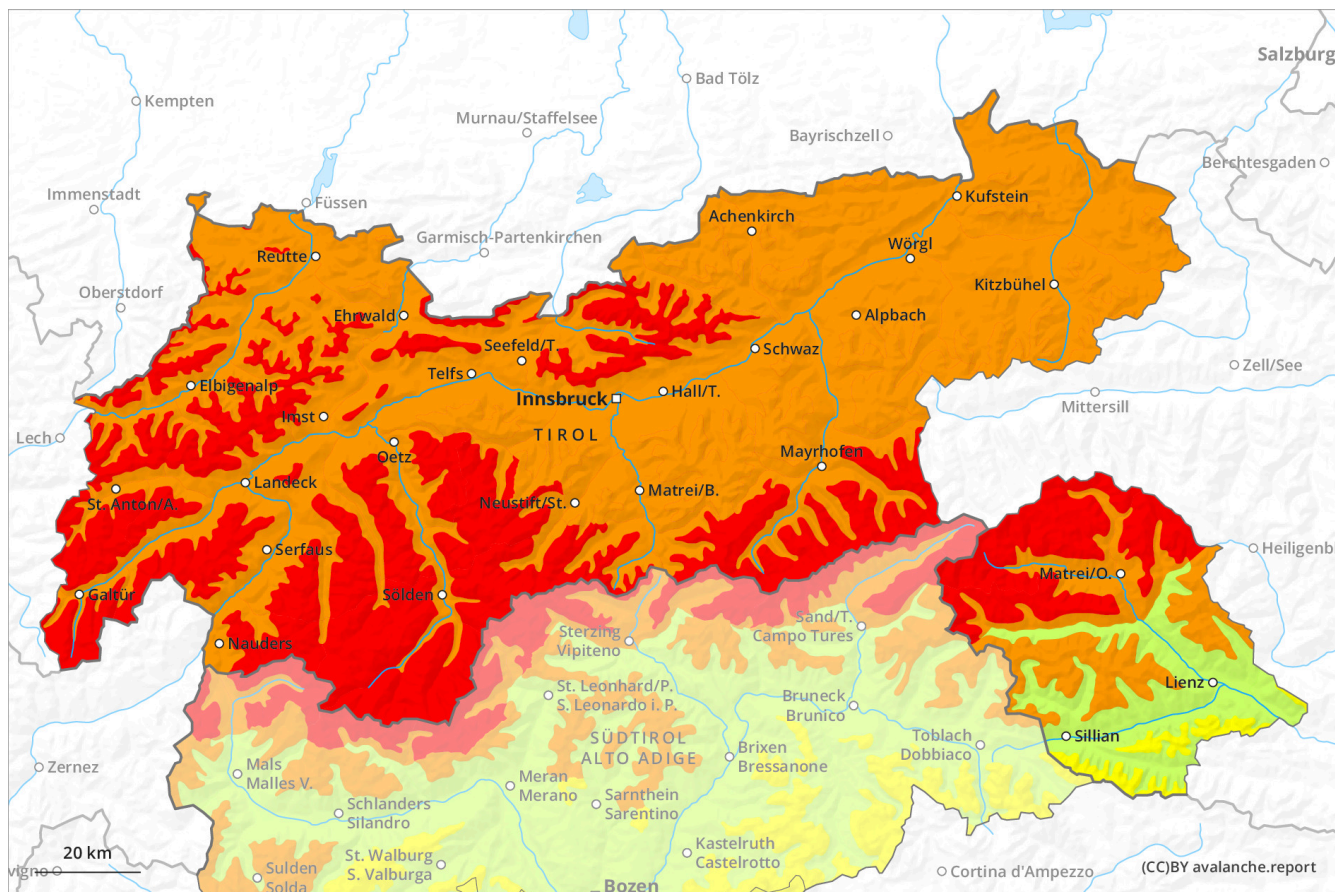 Salzburg
Bad Tölz
Kempten
Murnau/Staffelsee
Bayrischzell
Berchtesgaden
Immenstadt
Füssen
Kufstein
Achenkirch
Garmisch-Partenkirchen
Wörgl
Reutte
Kitzbühel
Oberstdorf
Ehrwald
Alpbach
Seefeld/T.
Schwaz
Zell/See
Telfs
Elbigenalp
Hall/T.
Innsbruck
Mittersill
Imst
TIROL
Lech
Oetz
Mayrhofen
Landeck
Matrei/B.
St. Anton/A.
Neustift/St.
Serfaus
Heiligenb
Matrei/O.
Galtür
Sölden
Sand/T.
Campo Tures
Sterzing
Vipiteno
Nauders
Lienz
St. Leonhard/P.
S. Leonardo i. P.
Bruneck
Brunico
SÜDTIROL
ALTO ADIGE
Toblach
Dobbiaco
Sillian
Brixen
Bressanone
Zernez
Mals
Malles V.
Meran
Merano
Sarnthein
Sarentino
Schlanders
Silandro
Kastelruth
Castelrotto
20 km
St. Walburg
S. Valburga
vigno
Sulden
Solda
Cortina d'Ampezzo
(CC)BY avalanche.report
Bozen